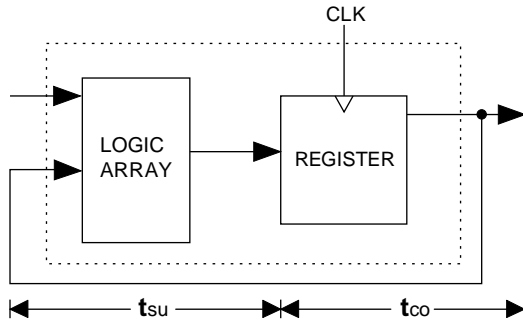 CLK
LOGIC
ARRAY
REGISTER
tsu
tco